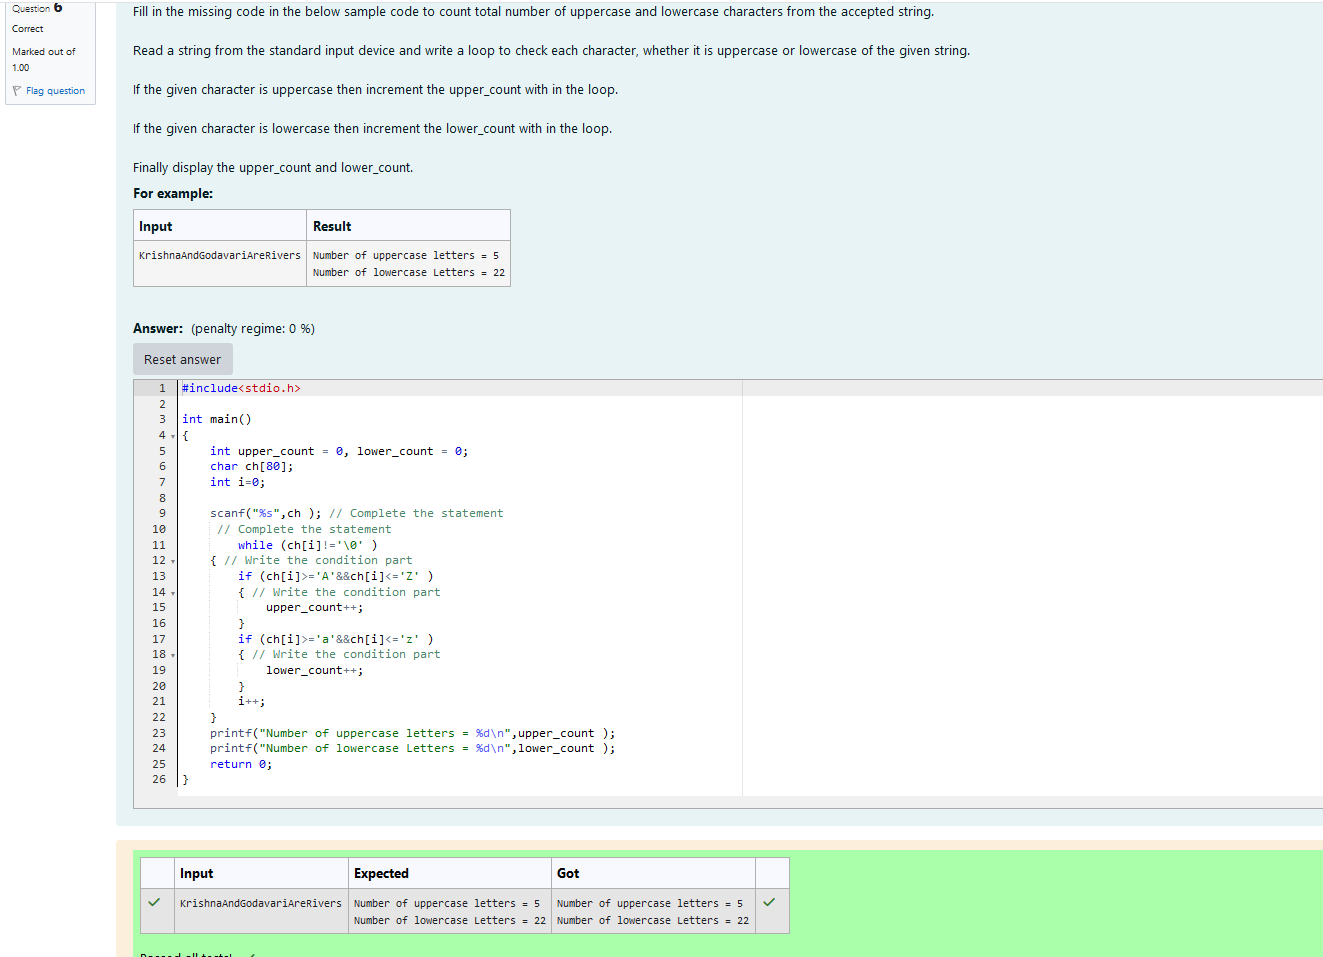 Question 6
Correct
Marked out of
1.00
Flag question
Fill in the missing code in the below sample code to count total number of uppercase and lowercase characters from the accepted string.
Read a string from the standard input device and write a loop to check each character, whether it is uppercase or lowercase of the given string.
If the given character is uppercase then increment the upper_count with in the loop.
If the given character is lowercase then increment the lower_count with in the loop.
Finally display the upper_count and lower_count.
For example:
Input Result
KrishnaAndGodavariAreRivers Number of uppercase letters = 5
Number of lowercase Letters = 22
Answer: (penalty regime: 0 %)
Reset answer
1 #include<stdio.h>
2
3 int main()
4 {
5 int upper_count = 0, lower_count = 0;
6 char ch[80];
7 int i=0;
8
9 scanf("%s",ch ); // Complete the statement
10 // Complete the statement
11 while (ch[i]!='\0' )
12 { // Write the condition part
13 if (ch[i]>='A'&&ch[i]<='Z' )
14 { // Write the condition part
15 upper_count++;
16 }
17 if (ch[i]>='a'&&ch[i]<='z' )
18 { // Write the condition part
19 lower_count++;
20 }
21 i++;
22 }
23 printf("Number of uppercase letters = %d\n",upper_count );
24 printf("Number of lowercase Letters = %d\n",lower_count );
25 return 0;
26 }
Input Expected Got
KrishnaAndGodavariAreRivers Number of uppercase letters = 5 Number of uppercase letters = 5
Number of lowercase Letters = 22 Number of lowercase Letters = 22
Passed all tests!